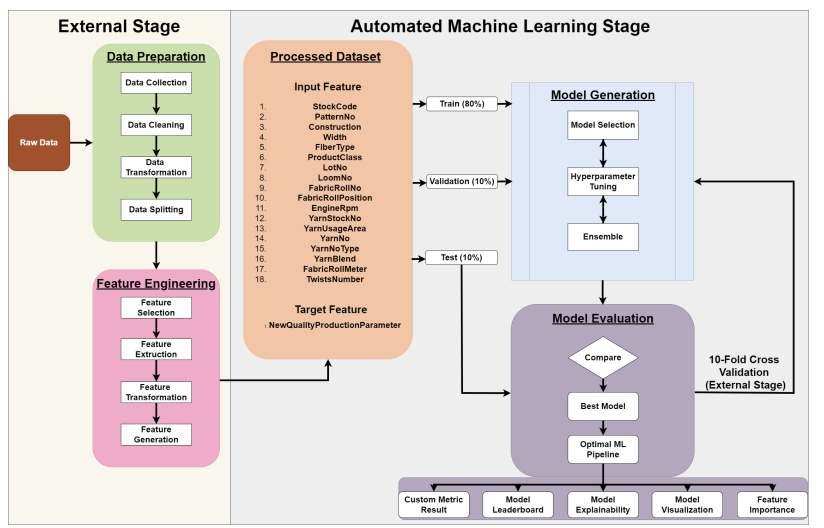 External Stage
Automated Machine Learning Stage
Raw Data
Data Preparation
Data Collection
Data Cleaning
Data
Transformation
Data Splitting
Feature Engineering
Feature
Selection
Feature
Extruction
Feature
Transformation
Feature
Generation
Processed Dataset
Input Feature
1. StockCode
2. PatternNo
3. Construction
4. Width
5. FiberType
6. ProductClass
7. LotNo
8. LoomNo
9. FabricRollNo
10. FabricRollPosition
11. EngineRpm
12. YarnStockNo
13. YarnUsageArea
14. YarnNo
15. YarnNoType
16. YarnBlend
17. FabricRollMeter
18. TwistsNumber
Target Feature
NewQualityProductionParameter
Train (80%)
Validation (10%)
Test (10%)
Model Generation
Model Selection
Hyperparameter
Tuning
Ensemble
Model Evaluation
Compare
Best Model
Optimal ML
Pipeline
10-Fold Cross
Validation
(External Stage)
Custom Metric
Result
Model
Leaderboard
Model
Explainability
Model
Visualization
Feature
Importance